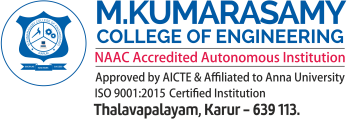 M.KUMARASAMY
COLLEGE OF ENGINEERING
NAAC Accredited Autonomous Institution
Approved by AICTE & Affiliated to Anna University
ISO 9001:2015 Certified Institution
Thalavapalayam, Karur – 639 113.